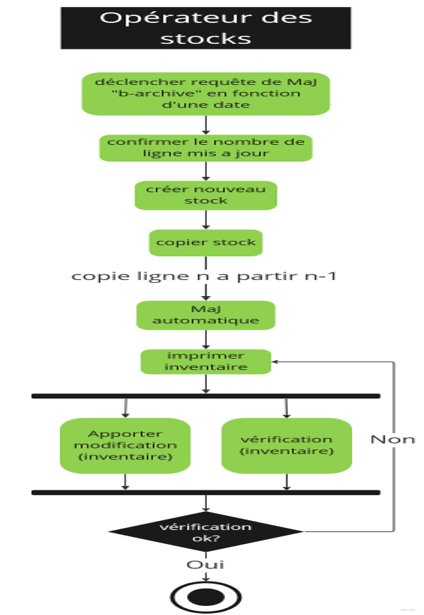 Opérateur des
stocks
déclencher requête de MaJ
"b-archive" en fonction
d'une date
confirmer le nombre de
ligne mis a jour
créer nouveau
stock
copier stock
copie ligne n a partir n-1
MaJ
automatique
imprimer
inventaire
Apporter
modification
(inventaire)
vérification
(inventaire)
Non
vérification
ok?
Oui